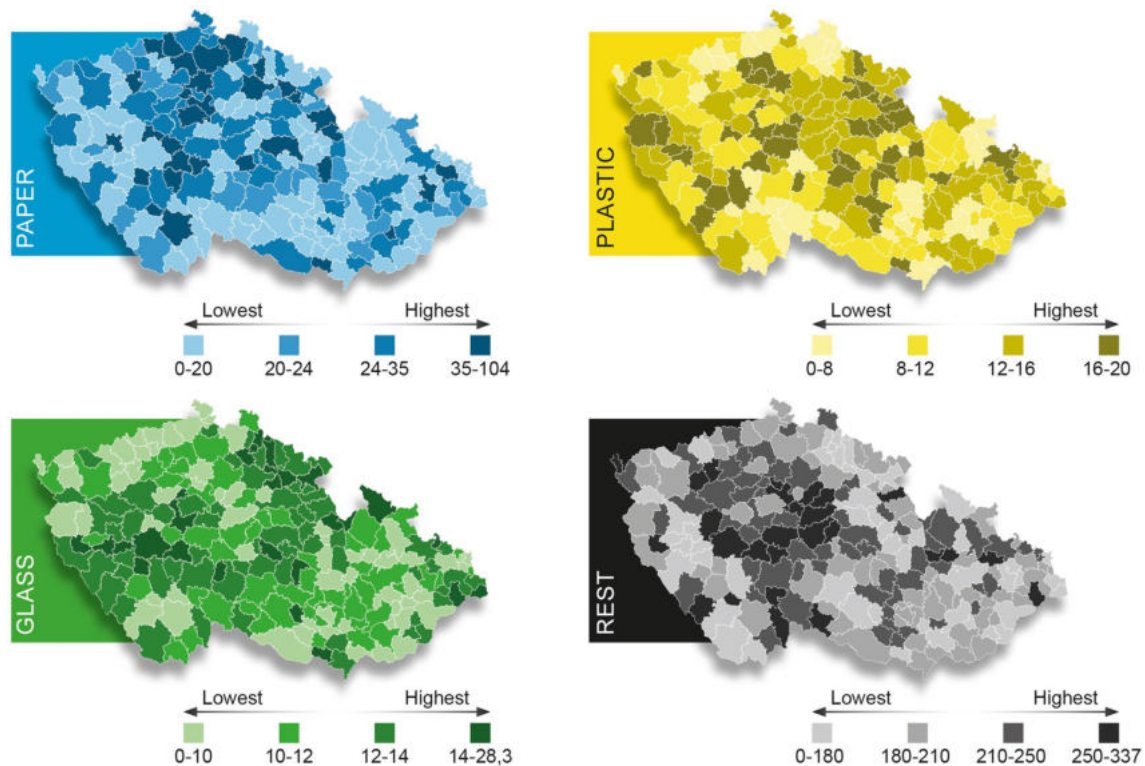 PAPER
Lowest Highest
0-20 20-24 24-35 35-104
PLASTIC
Lowest Highest
0-8 8-12 12-16 16-20
GLASS
Lowest Highest
0-10 10-12 12-14 14-28,3
REST
Lowest Highest
0-180 180-210 210-250 250-337